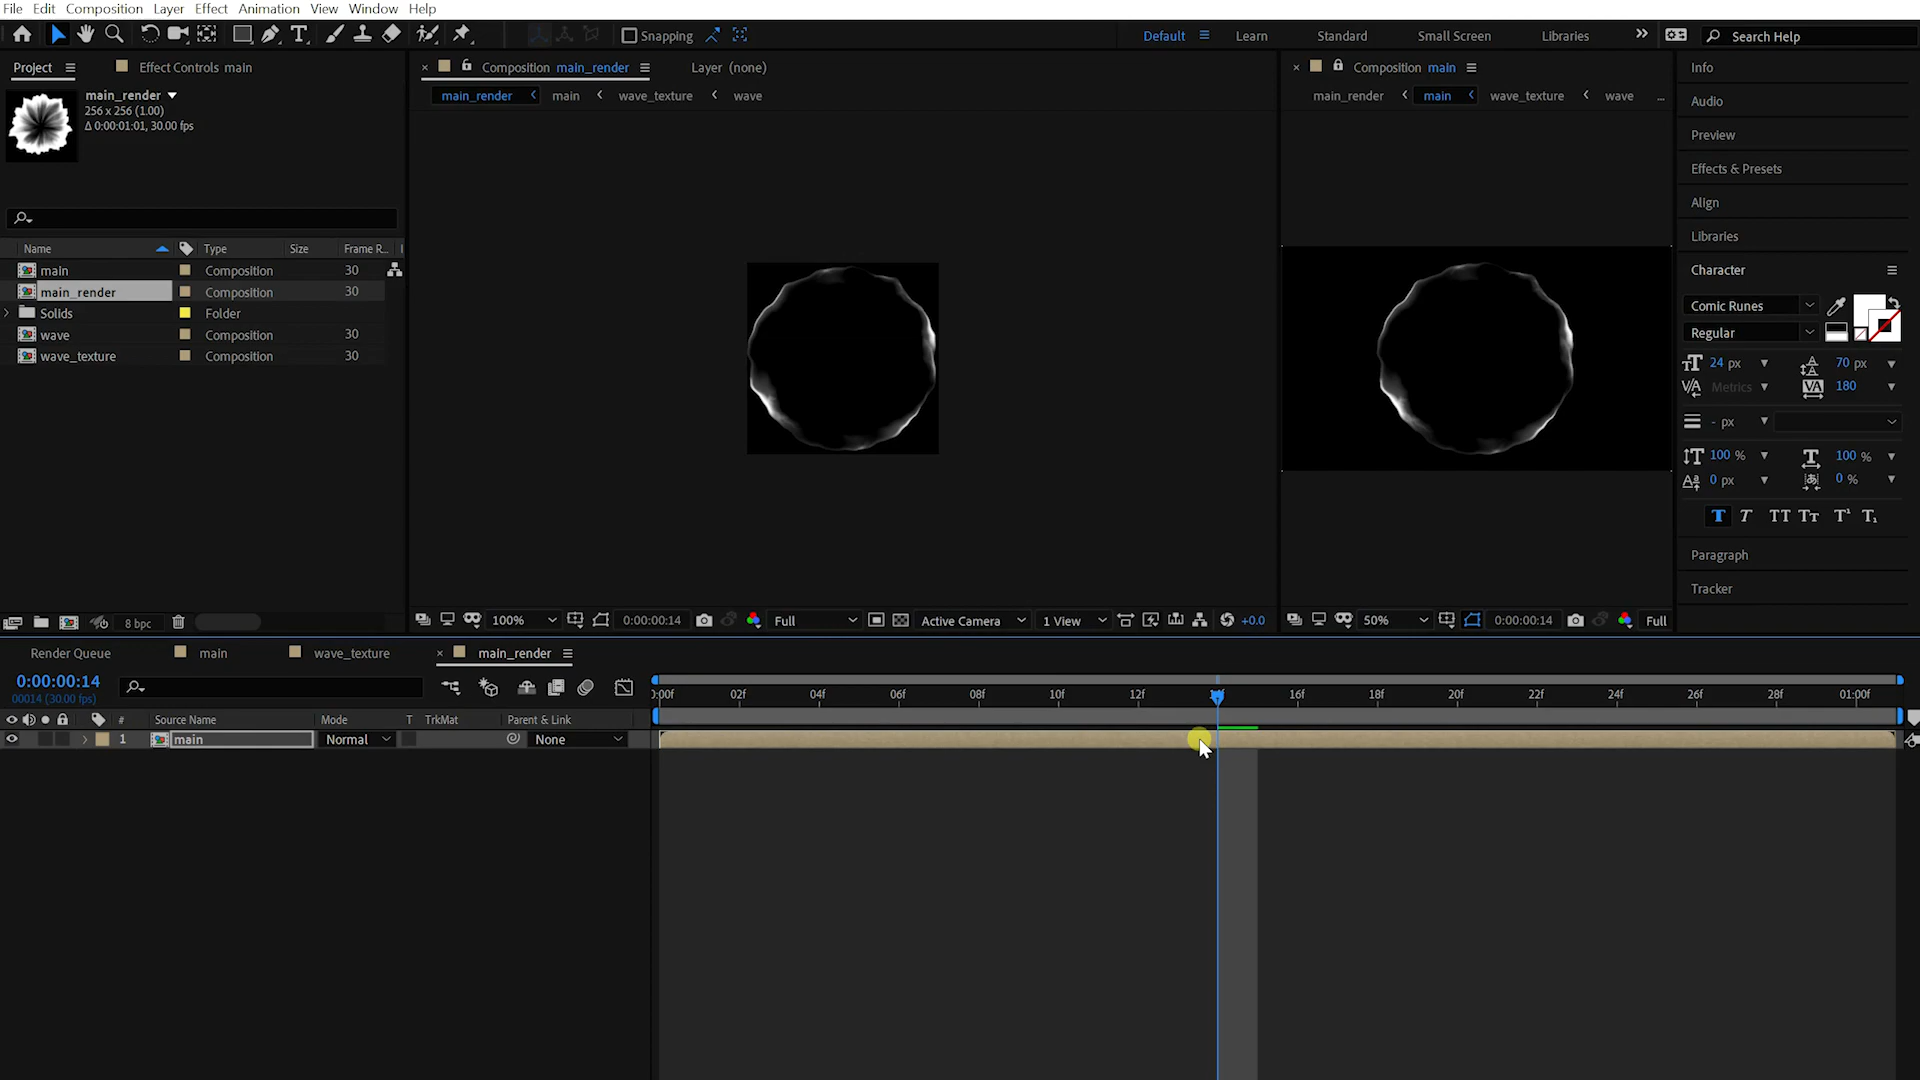 File Edit Composition Layer Effect Animation View Window Help
Snapping Default Learn Standard Small Screen Libraries Search Help
Project Effect Controls main
Composition main_render Layer (none)
Composition main
Info
main_render
256 x 256 (1.00)
Δ 0:00:01:01, 30.00 fps
main_render main wave_texture wave
main_render main wave_texture wave ...
Audio
Preview
Effects & Presets
Align
Libraries
Name Type Size Frame R...
main Composition 30
main_render Composition 30
Solids Folder
wave Composition 30
wave_texture Composition 30
Character
Comic Runes
Regular
24 px 70 px
Metrics 180
- px
100 % 100 %
0 px 0 %
T T TT TT T¹ T₁
Paragraph
Tracker
8 bpc
100% 0:00:00:14 Full Active Camera 1 View +0.0
50% 0:00:00:14 Full
Render Queue main wave_texture main_render
0:00:00:14
00014 (30.00 fps)
02f 04f 06f 08f 10f 12f 16f 18f 20f 22f 24f 26f 28f 01:00f
# Source Name Mode T TrkMat Parent & Link
1 main Normal None